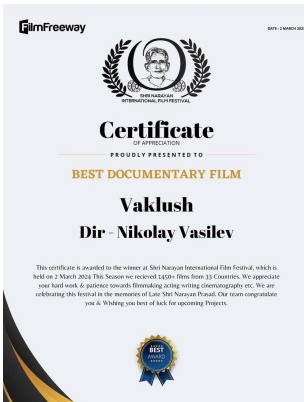 FilmFreeway
DATE - 2 MARCH
SHRI NARAYAN
INTERNATIONAL FILM FESTIVAL
Certificate
OF APPRECIATION
PROUDLY PRESENTED TO
BEST DOCUMENTARY FILM
Vaklush
Dir - Nikolay Vasilev
This certificate is awarded to the winner at Shri Narayan International Film Festival, which is
held on 2 March 2024 This Season we recieved 1450+ films from 33 Countries. We appreciate
your hard work & patience towards filmmaking acting writing cinematography etc. We are
celebrating this festival in the memories of Late Shri Narayan Prasad. Our team congratulate
you & Wishing you best of luck for upcoming Projects.
BEST
AWARD